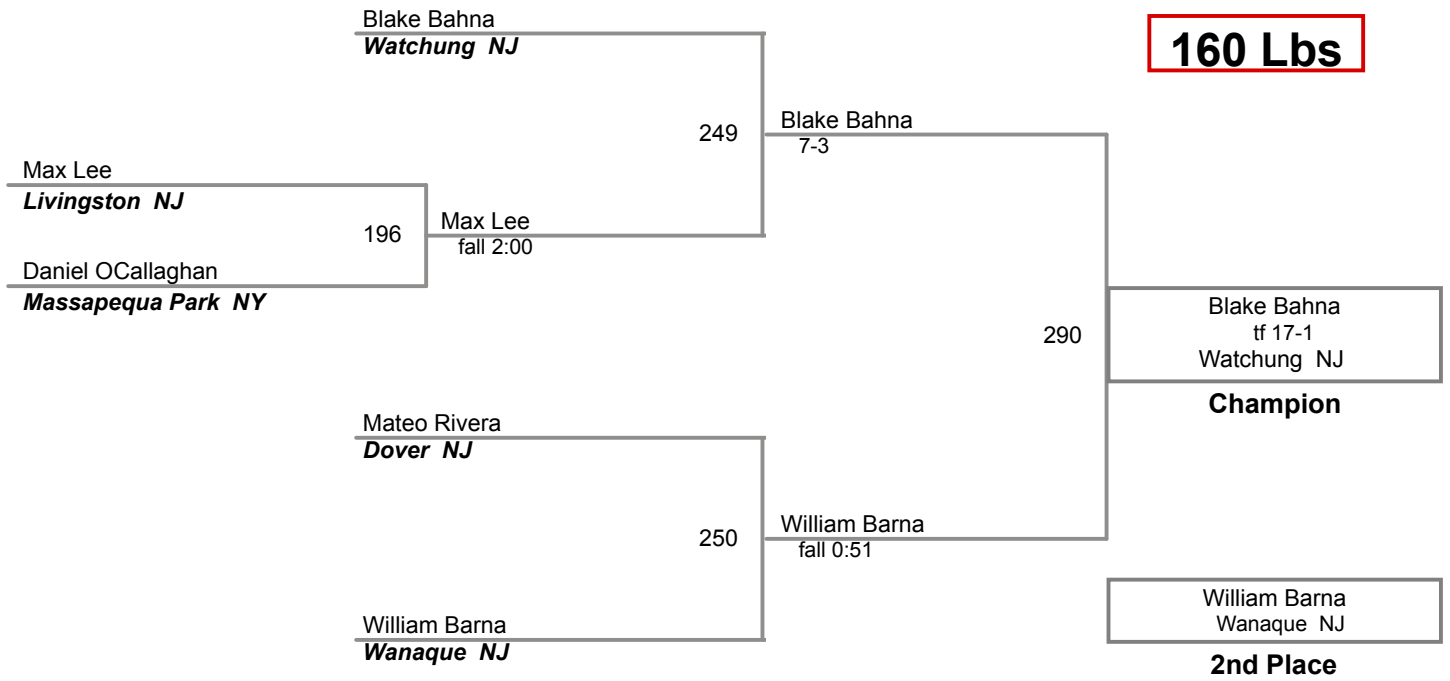 Blake Bahna
Watchung NJ
160 Lbs
249
Blake Bahna
7-3
Max Lee
Livingston NJ
196
Max Lee
fall 2:00
Daniel OCallaghan
Massapequa Park NY
290
Blake Bahna
tf 17-1
Watchung NJ
Champion
Mateo Rivera
Dover NJ
250
William Barna
fall 0:51
William Barna
Wanaque NJ
William Barna
Wanaque NJ
2nd Place